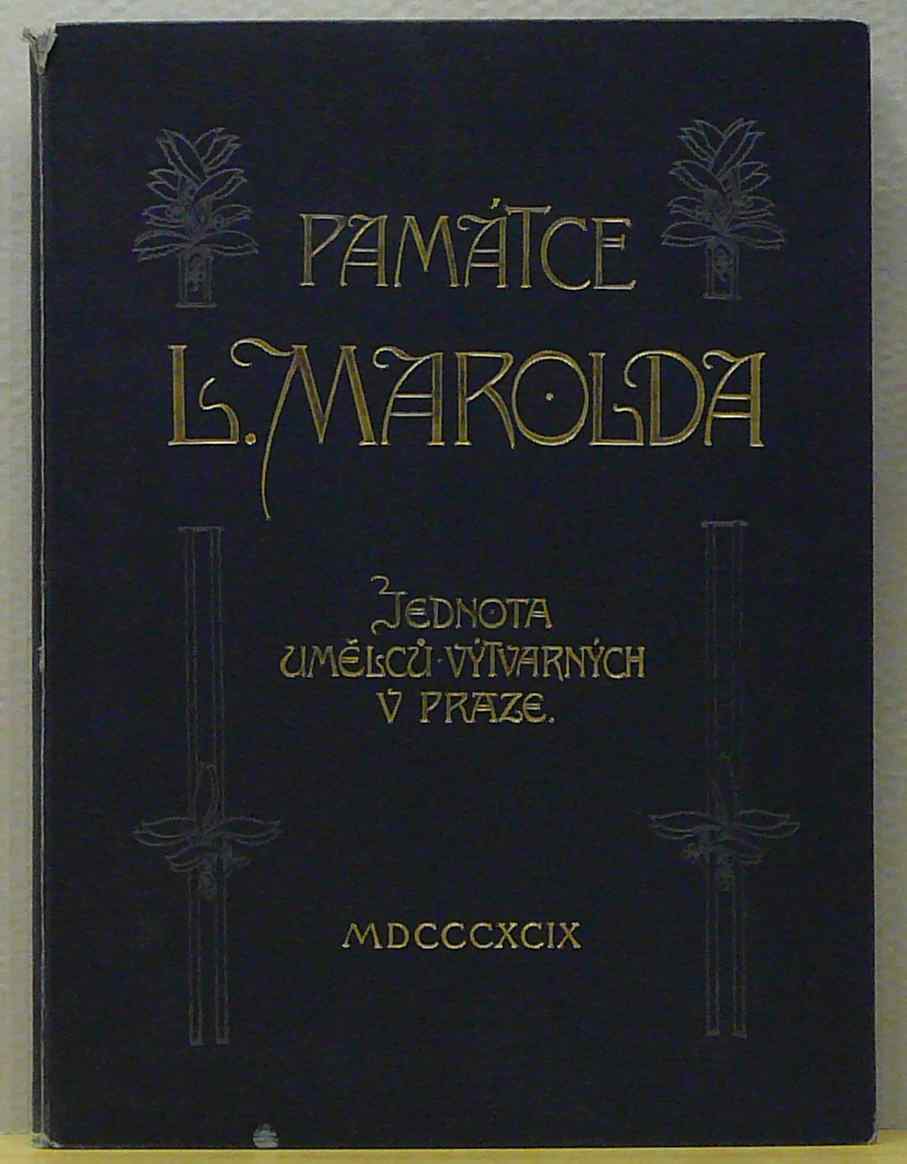 PAMÁTCE
L. MAROLDA
JEDNOTA
UMĚLCŮ · VÝTVARNÝCH
V PRAZE.
MDCCCXCIX